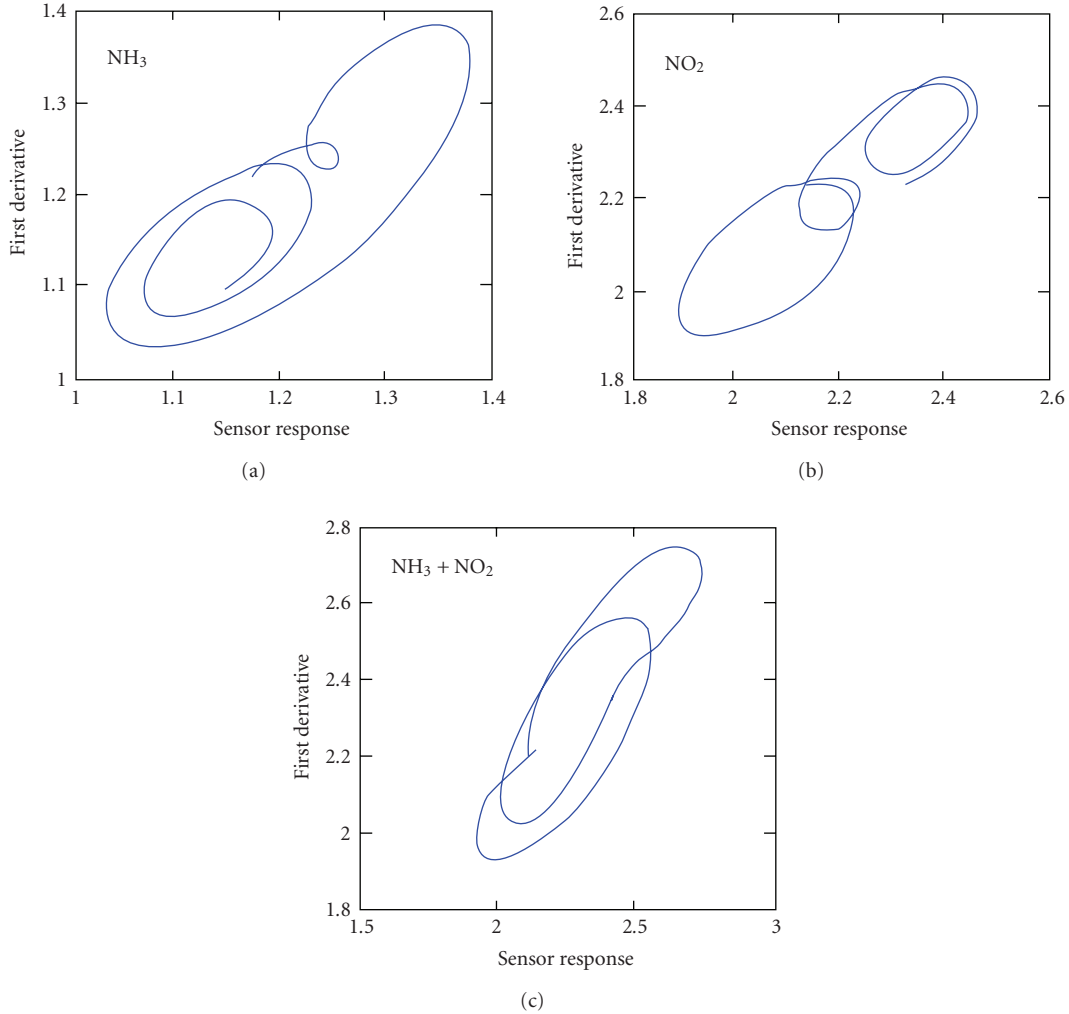 1.4
1.3
1.2
1.1
1
NH₃
First derivative
1
1.1
1.2
1.3
1.4
Sensor response
(a)
2.6
2.4
2.2
2
1.8
NO₂
First derivative
1.8
2
2.2
2.4
2.6
Sensor response
(b)
2.8
2.6
2.4
2.2
2
1.8
NH₃ + NO₂
First derivative
1.5
2
2.5
3
Sensor response
(c)